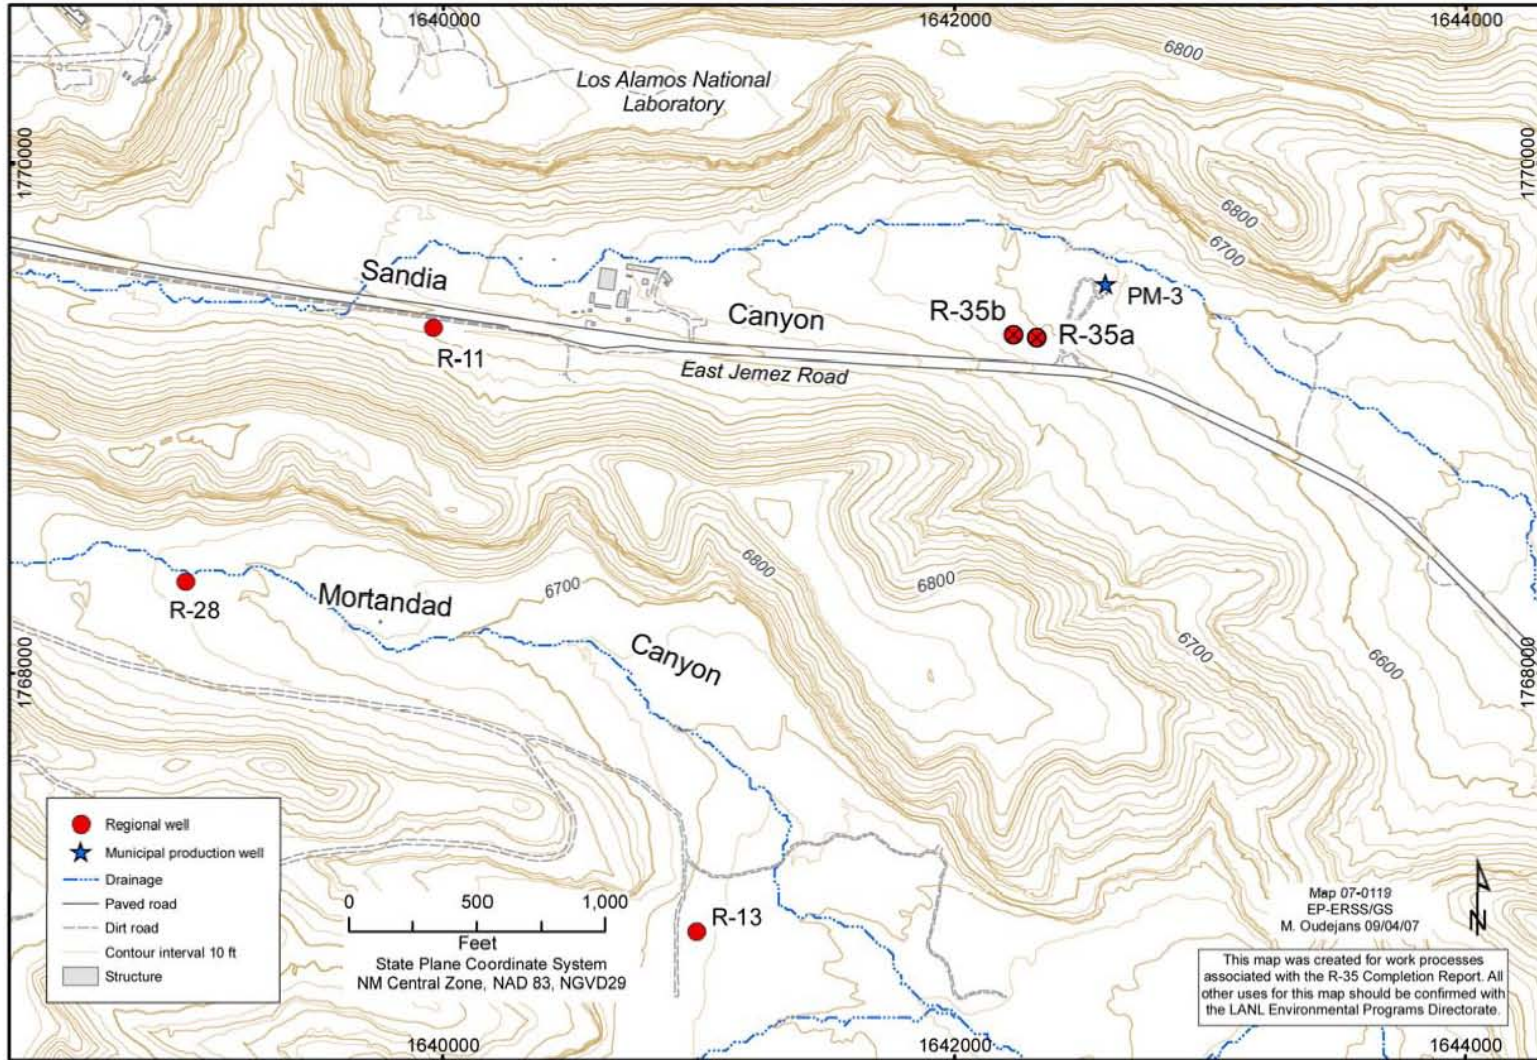 1640000
1642000
1644000
6800
Los Alamos National
Laboratory
1770000
1770000
6800
6700
Sandia
Canyon
PM-3
R-35b
R-35a
R-11
East Jemez Road
R-28
Mortandad
6700
6800
6800
Canyon
6700
6600
1768000
1768000
Regional well
Municipal production well
Drainage
Paved road
Dirt road
Contour interval 10 ft
Structure
0 500 1,000
Feet
State Plane Coordinate System
NM Central Zone, NAD 83, NGVD29
R-13
Map 07-0119
EP-ERSS/GS
M. Oudejans 09/04/07
N
This map was created for work processes
associated with the R-35 Completion Report. All
other uses for this map should be confirmed with
the LANL Environmental Programs Directorate.
1640000
1642000
1644000